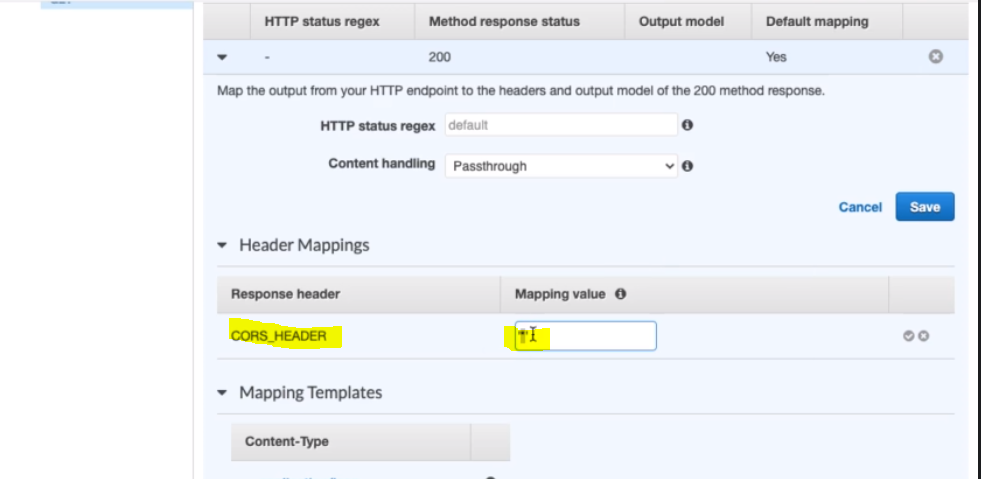 HTTP status regex Method response status Output model Default mapping
- 200 Yes
Map the output from your HTTP endpoint to the headers and output model of the 200 method response.
HTTP status regex default
Content handling Passthrough
Cancel Save
Header Mappings
Response header Mapping value
CORS_HEADER
Mapping Templates
Content-Type